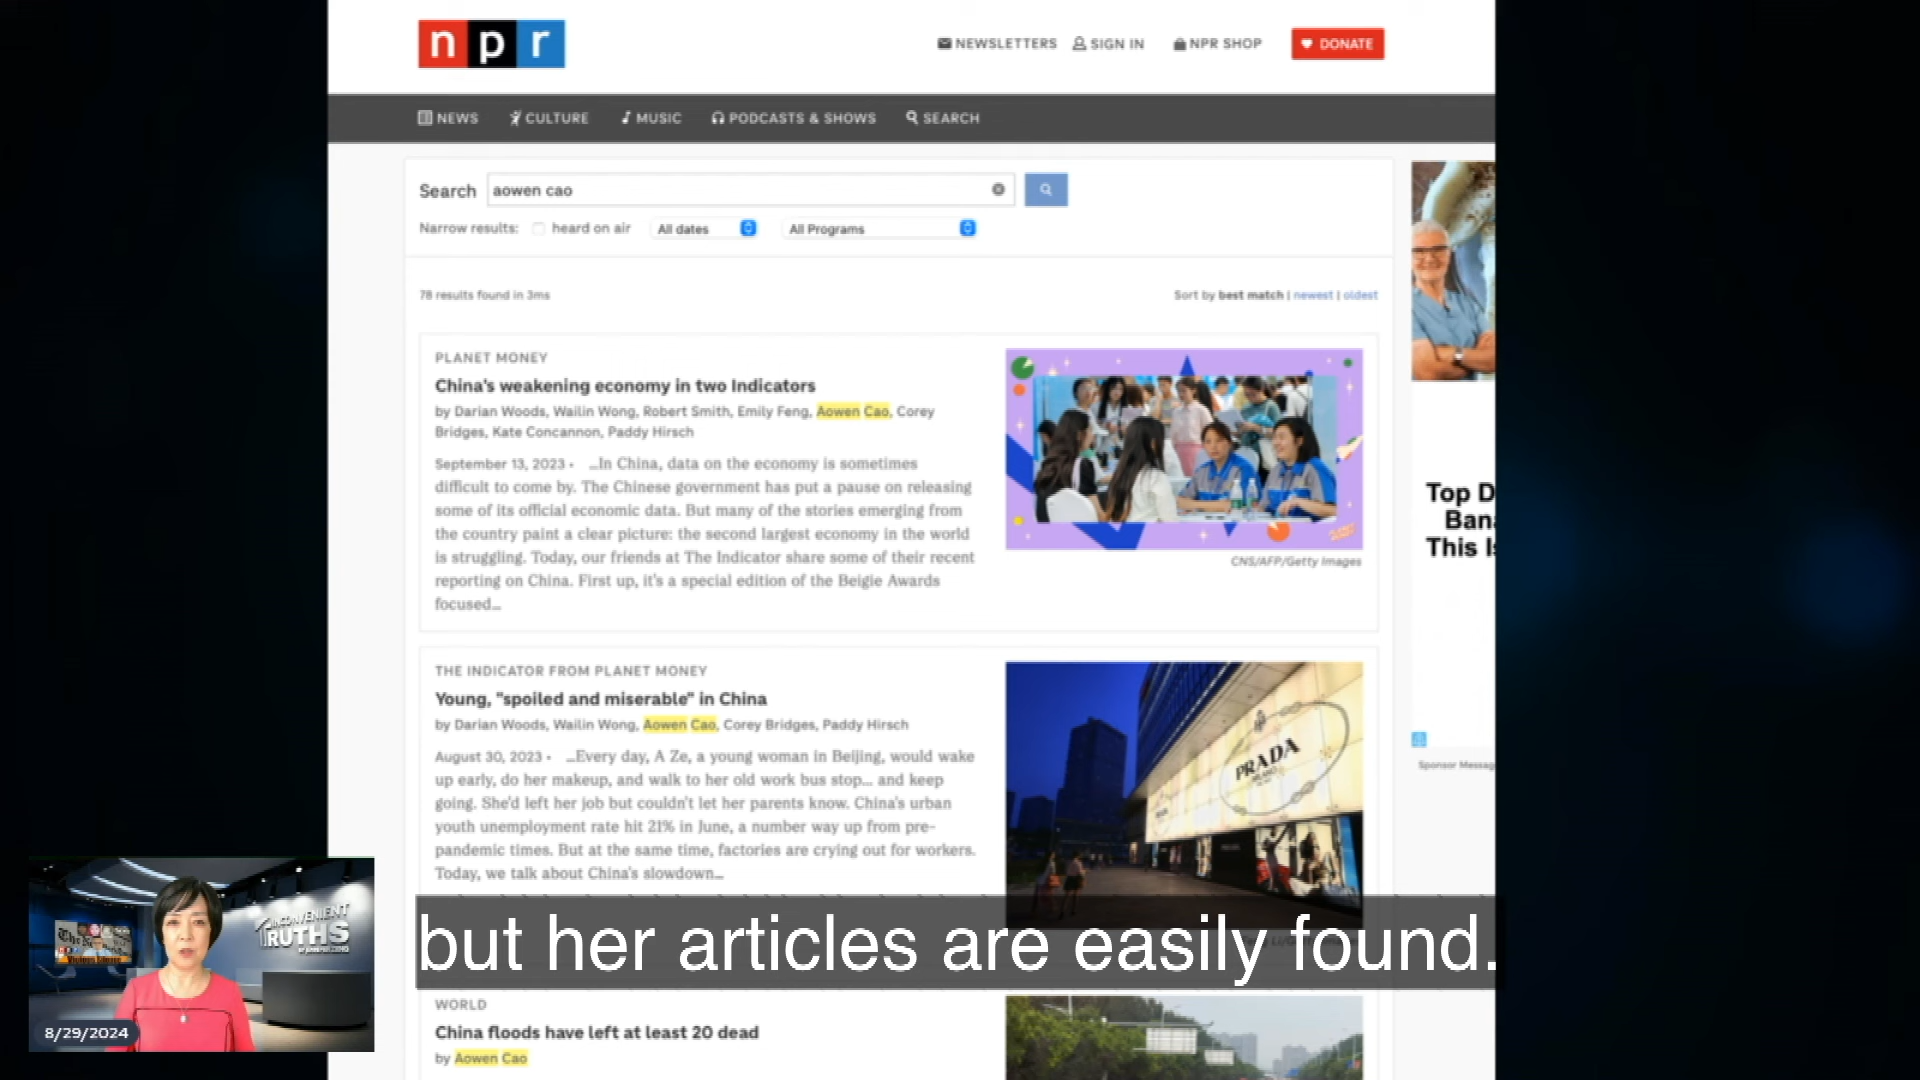 npr
NEWSLETTERS SIGN IN NPR SHOP DONATE
NEWS CULTURE MUSIC PODCASTS & SHOWS SEARCH
Search aowen cao
Narrow results: heard on air All dates All Programs
78 results found in 3ms
Sort by best match | newest | oldest
PLANET MONEY
China's weakening economy in two Indicators
by Darian Woods, Wailin Wong, Robert Smith, Emily Feng, Aowen Cao, Corey
Bridges, Kate Concannon, Paddy Hirsch
September 13, 2023 • ...In China, data on the economy is sometimes
difficult to come by. The Chinese government has put a pause on releasing
some of its official economic data. But many of the stories emerging from
the country paint a clear picture: the second largest economy in the world
is struggling. Today, our friends at The Indicator share some of their recent
reporting on China. First up, it's a special edition of the Beigie Awards
focused...
CNS/AFP/Getty Images
Top D
Bana
This Is
Sponsor Messag
THE INDICATOR FROM PLANET MONEY
Young, "spoiled and miserable" in China
by Darian Woods, Wailin Wong, Aowen Cao, Corey Bridges, Paddy Hirsch
August 30, 2023 • ...Every day, A Ze, a young woman in Beijing, would wake
up early, do her makeup, and walk to her old work bus stop... and keep
going. She'd left her job but couldn't let her parents know. China's urban
youth unemployment rate hit 21% in June, a number way up from pre-
pandemic times. But at the same time, factories are crying out for workers.
Today, we talk about China's slowdown...
PRADA
MILANO
but her articles are easily found.
WORLD
China floods have left at least 20 dead
by Aowen Cao
INCONVENIENT
TRUTHS
8/29/2024